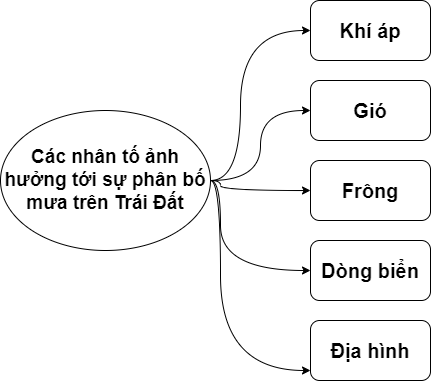 Các nhân tố ảnh
hưởng tới sự phân bố
mưa trên Trái Đất
Khí áp
Gió
Frông
Dòng biển
Địa hình